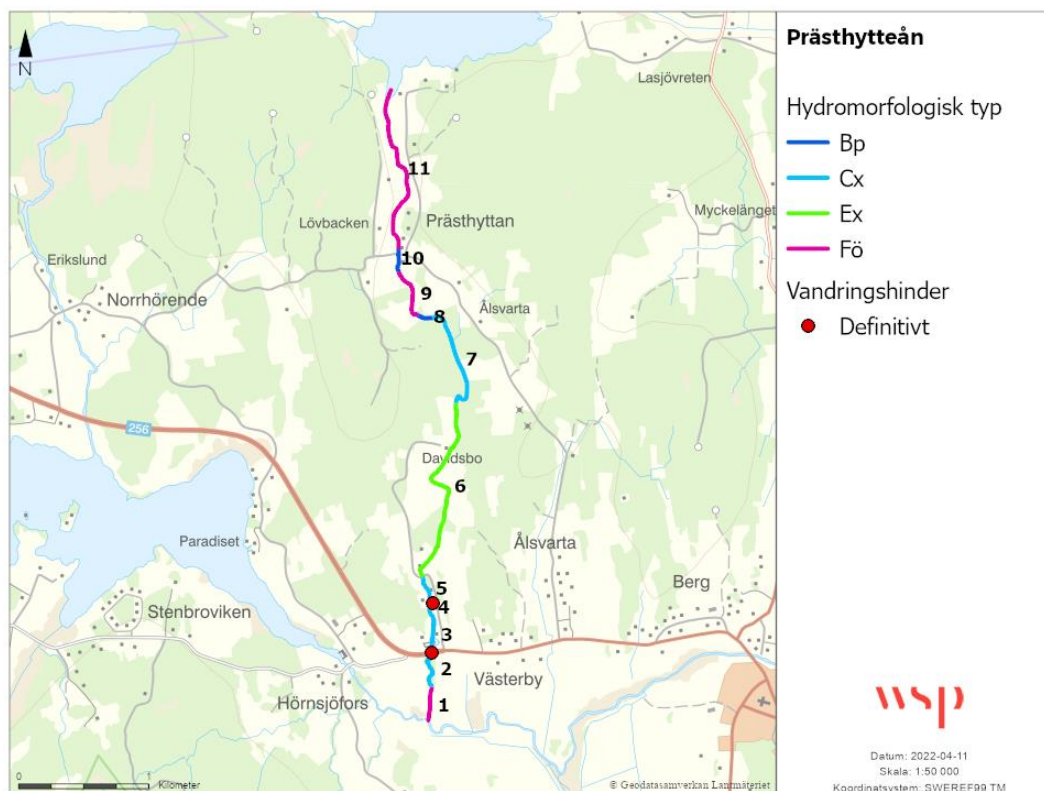 Prästhytteån
Hydromorfologisk typ
Bp
Cx
Ex
Fö
Vandringshinder
Definitivt
N
Lasjövreten
11
Prästhyttan
Lövbacken
Myckelänget
10
Erikslund
Norrhörende
9
Ålsvarta
8
7
256
Davidsbo
6
Paradiset
Ålsvarta
Berg
5
4
Stenbroviken
3
2
Västerby
Hörnsjöfors
1
0 1
Kilometer
© Geodatasamverkan Lantmäteriet
wsp
Datum: 2022-04-11
Skala: 1:50 000
Koordinatsystem: SWEREF99 TM